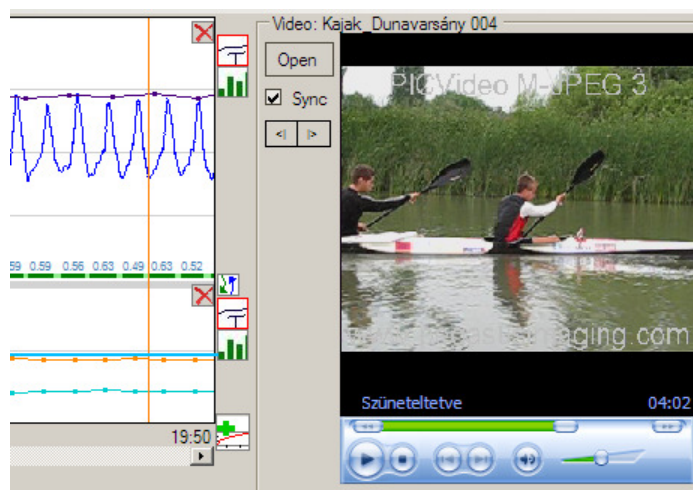 Video: Kajak_Dunavarsány 004
Open
Sync
PICVideo M-JPEG 3
0.59 0.56 0.63 0.49 0.63 0.52
19:50
Szüneteltetve 04:02